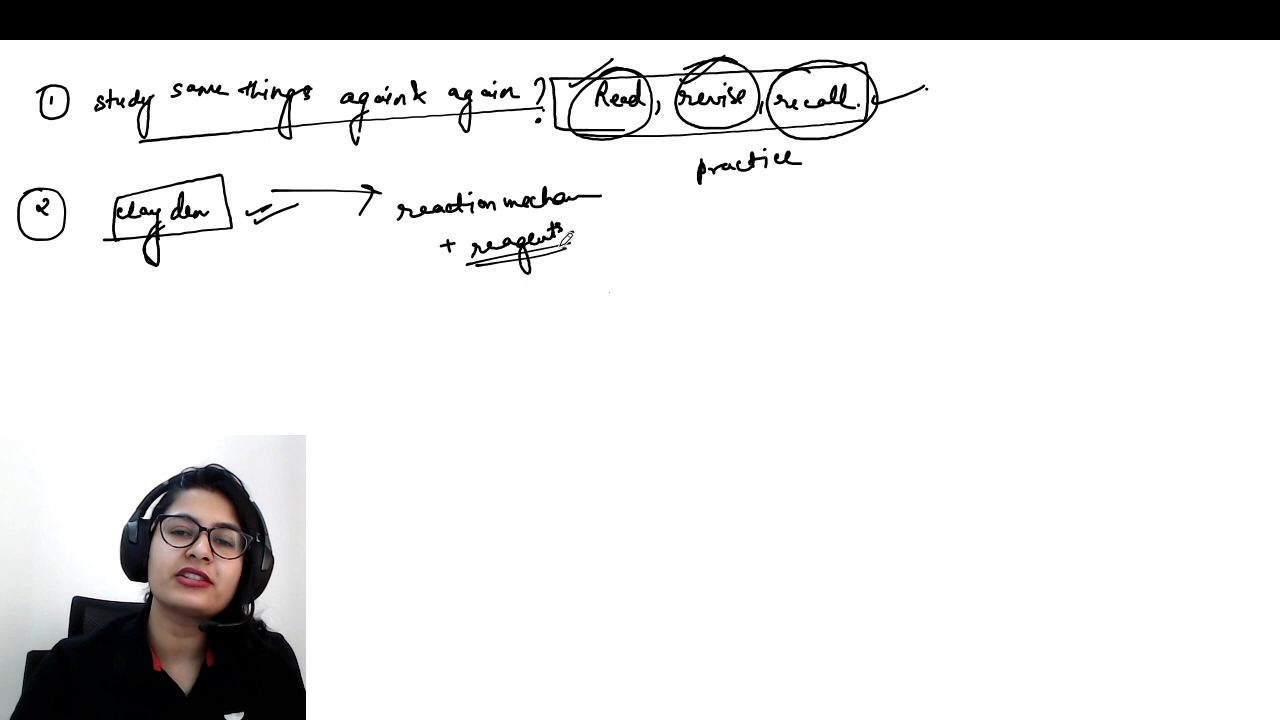 ① study same things again & again ? Read, revise, recall.
practice
② clayden → reaction mechan
+ reagents